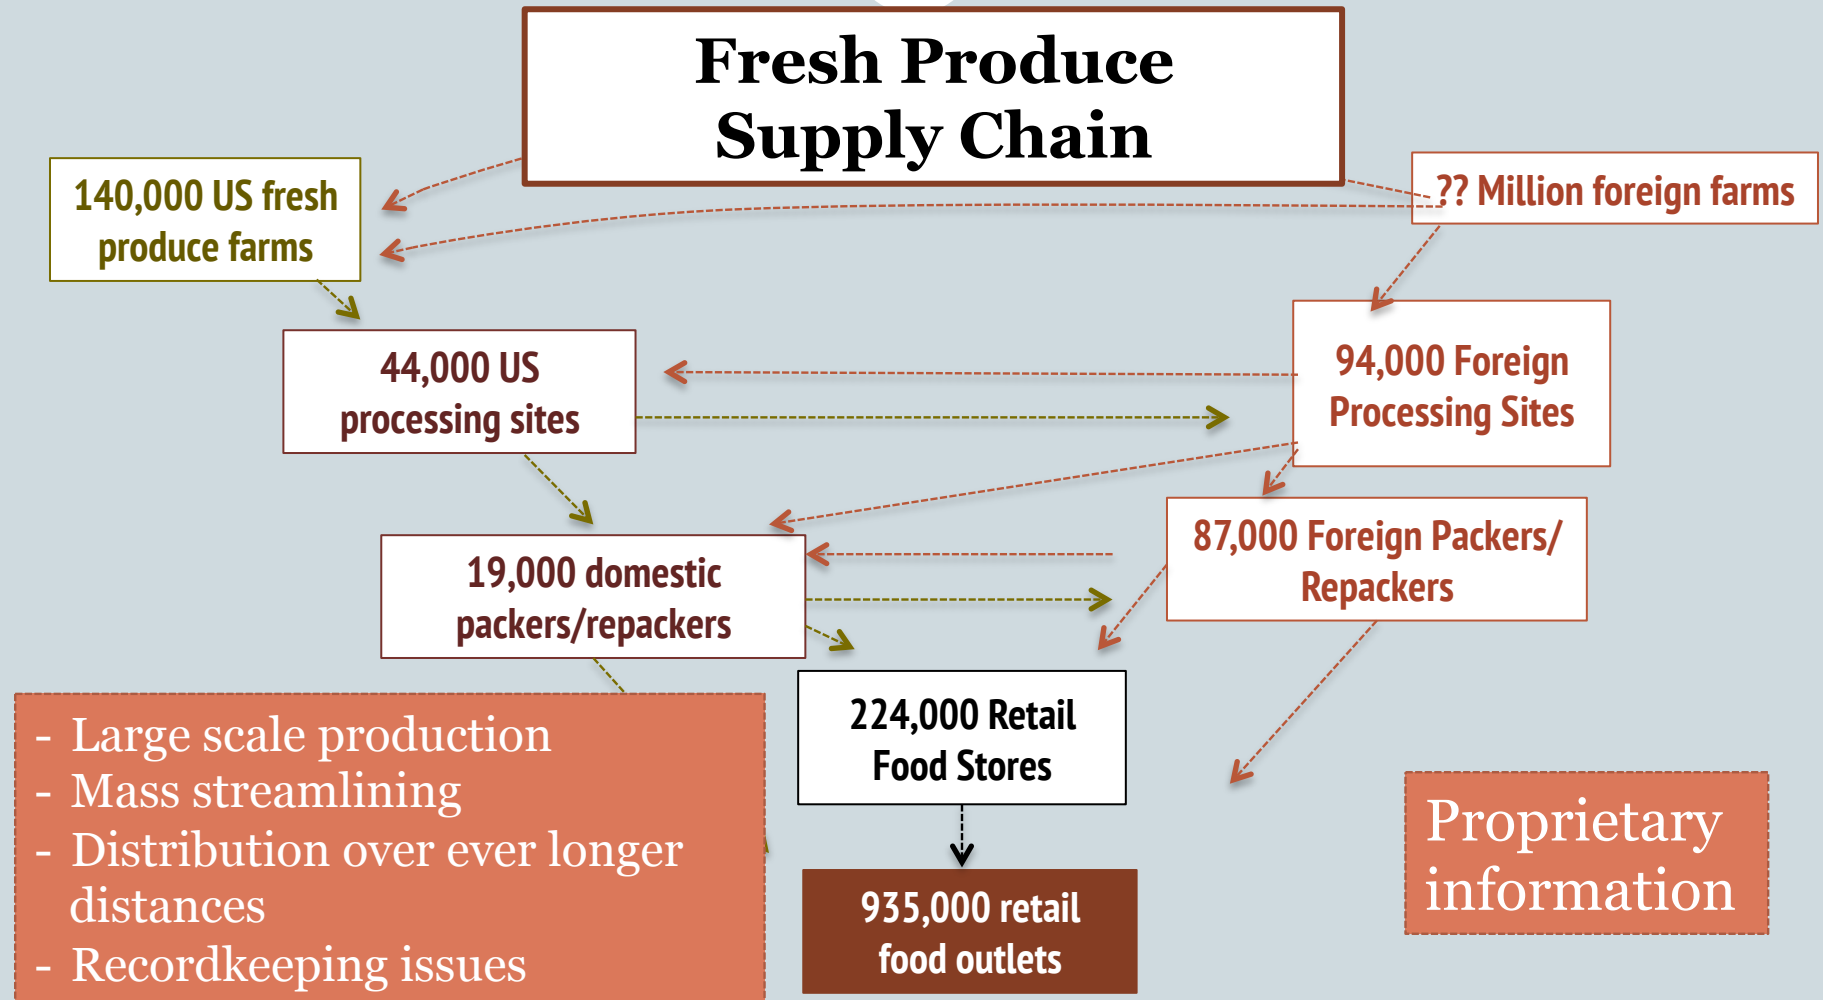 Fresh Produce
Supply Chain
140,000 US fresh
produce farms
?? Million foreign farms
44,000 US
processing sites
94,000 Foreign
Processing Sites
19,000 domestic
packers/repackers
87,000 Foreign Packers/
Repackers
224,000 Retail
Food Stores
935,000 retail
food outlets
- Large scale production
- Mass streamlining
- Distribution over ever longer
distances
- Recordkeeping issues
Proprietary
information